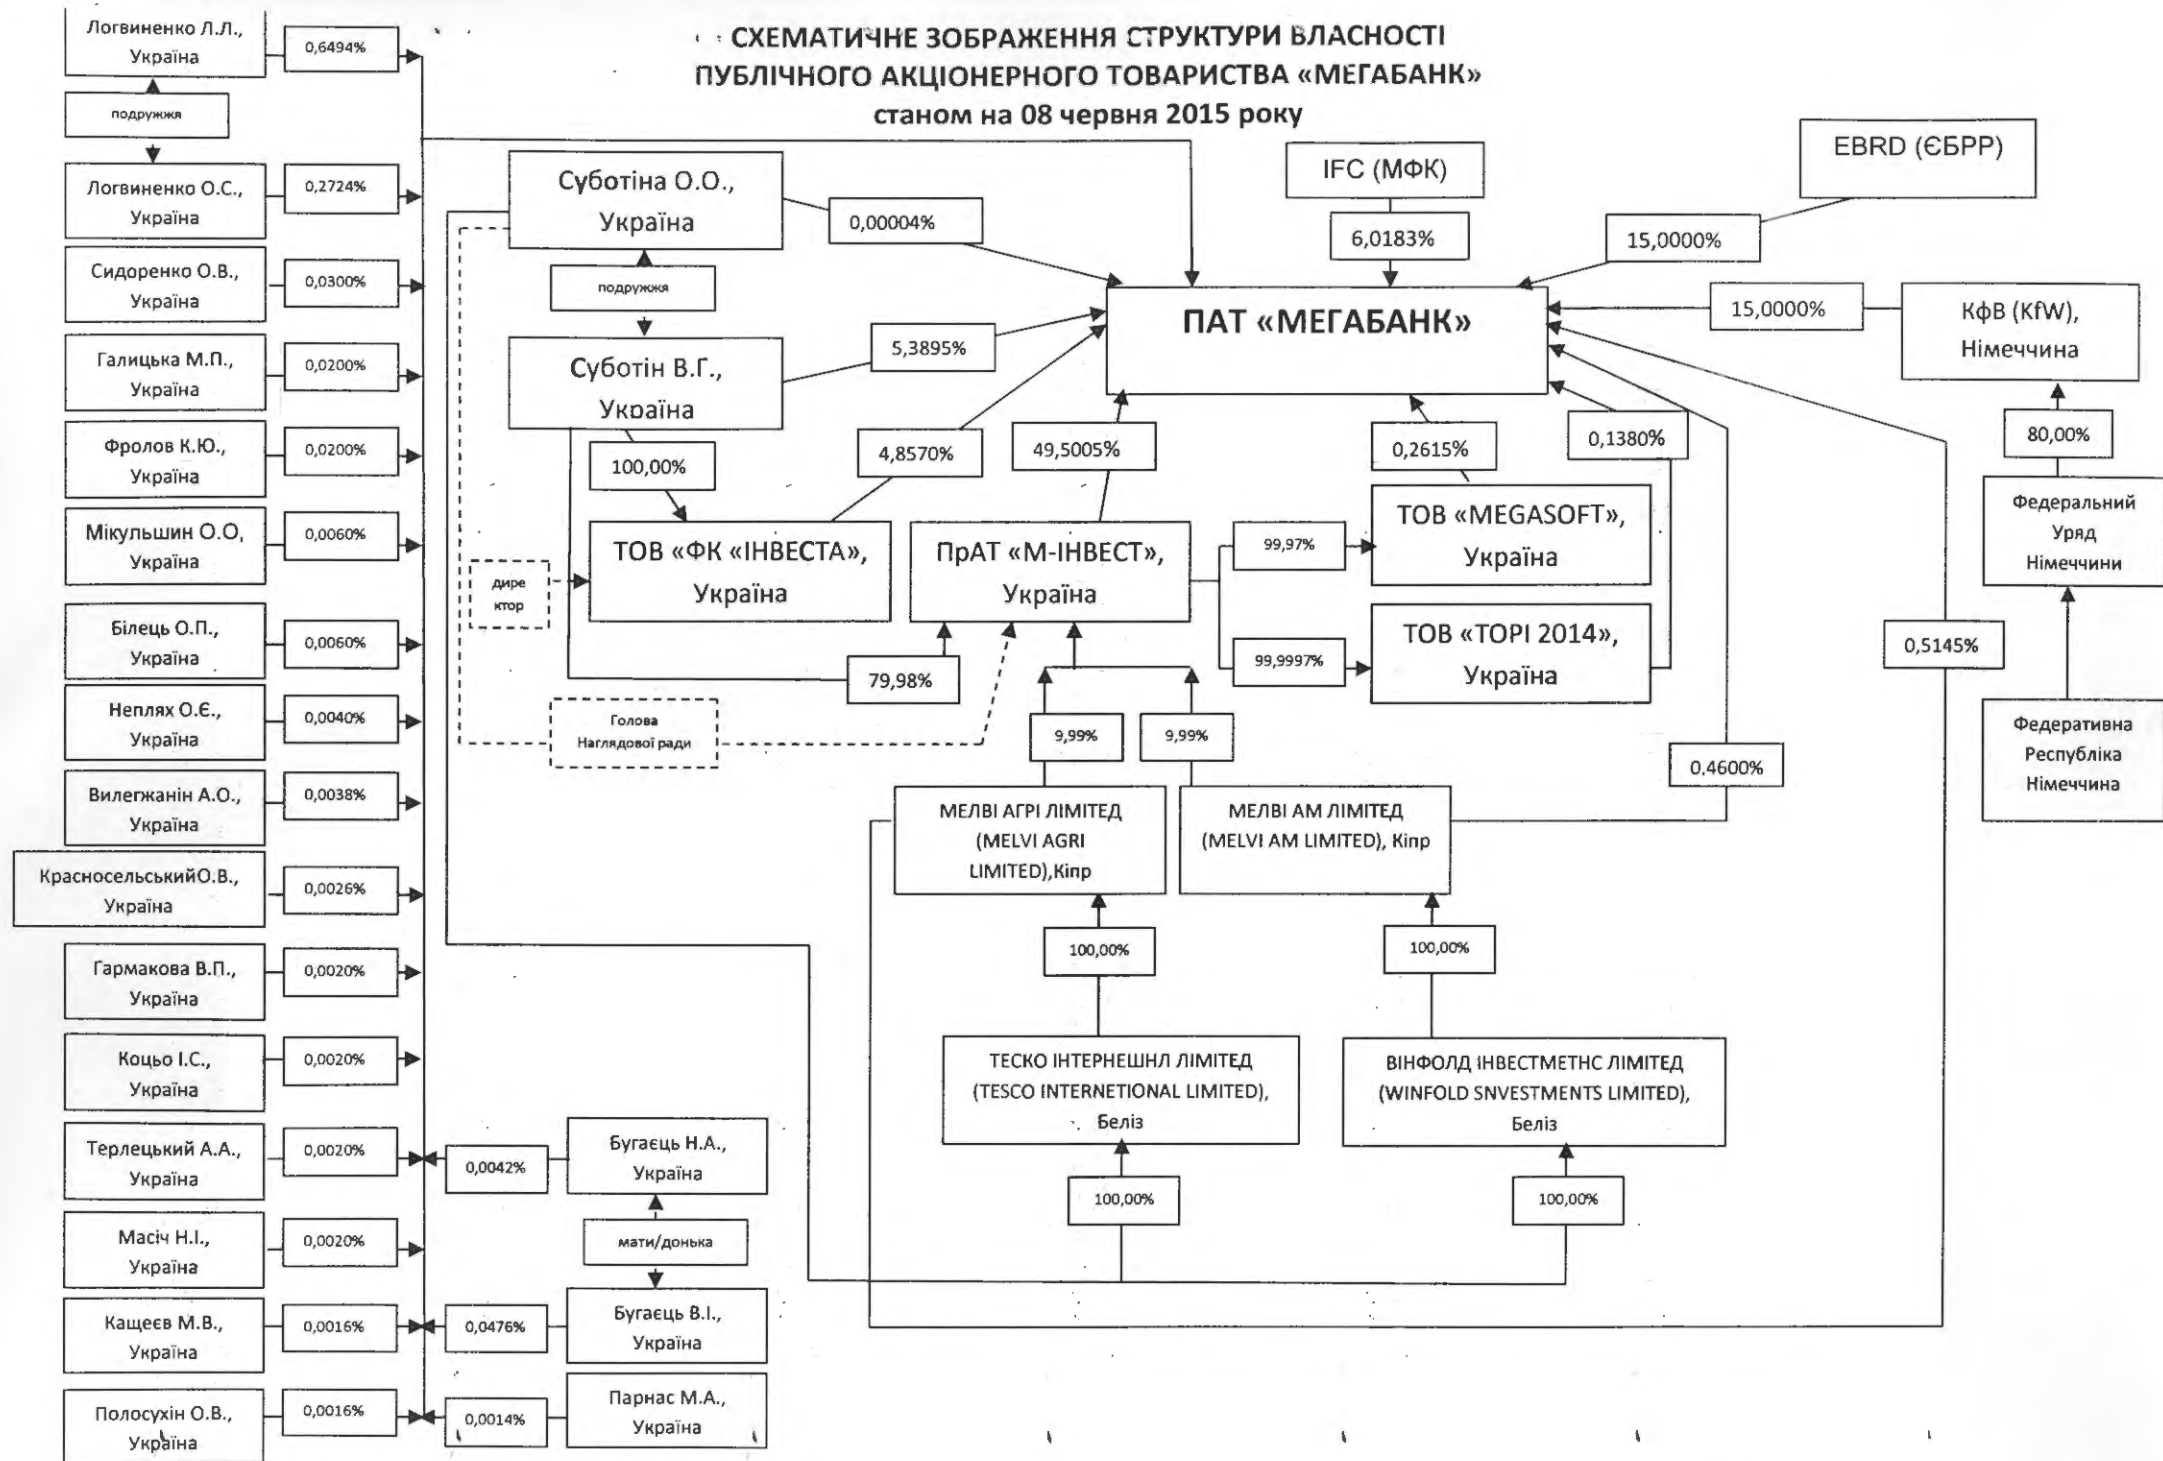 СХЕМАТИЧНЕ ЗОБРАЖЕННЯ СТРУКТУРИ ВЛАСНОСТІ
ПУБЛІЧНОГО АКЦІОНЕРНОГО ТОВАРИСТВА «МЕГАБАНК»
станом на 08 червня 2015 року
Логвиненко Л.Л.,
Україна
0,6494%
подружжя
Логвиненко О.С.,
Україна
0,2724%
Сидоренко О.В.,
Україна
0,0300%
Галицька М.П.,
Україна
0,0200%
Фролов К.Ю.,
Україна
0,0200%
Мікульшин О.О,
Україна
0,0060%
Білець О.П.,
Україна
0,0060%
Неплях О.Є.,
Україна
0,0040%
Вилегжанін А.О.,
Україна
0,0038%
КрасносельськийО.В.,
Україна
0,0026%
Гармакова В.П.,
Україна
0,0020%
Коцьо І.С.,
Україна
0,0020%
Терлецький А.А.,
Україна
0,0020%
Масіч Н.І.,
Україна
0,0020%
Кащеєв М.В.,
Україна
0,0016%
Полосухін О.В.,
Україна
0,0016%
0,0042%
Бугаєць Н.А.,
Україна
мати/донька
0,0476%
Бугаєць В.І.,
Україна
0,0014%
Парнас М.А.,
Україна
Суботіна О.О.,
Україна
0,00004%
подружжя
Суботін В.Г.,
Україна
5,3895%
100,00%
4,8570%
49,5005%
IFC (МФК)
6,0183%
EBRD (ЄБРР)
15,0000%
ПАТ «МЕГАБАНК»
15,0000%
КфВ (KfW),
Німеччина
80,00%
Федеральний
Уряд
Німеччини
Федеративна
Республіка
Німеччина
0,2615%
0,1380%
дире
ктор
ТОВ «ФК «ІНВЕСТА»,
Україна
ПрАТ «М-ІНВЕСТ»,
Україна
99,97%
ТОВ «MEGASOFT»,
Україна
99,9997%
ТОВ «ТОРІ 2014»,
Україна
0,5145%
79,98%
Голова
Наглядової ради
9,99%
9,99%
0,4600%
МЕЛВІ АГРІ ЛІМІТЕД
(MELVI AGRI
LIMITED),Кіпр
МЕЛВІ АМ ЛІМІТЕД
(MELVI AM LIMITED), Кіпр
100,00%
100,00%
ТЕСКО ІНТЕРНЕШНЛ ЛІМІТЕД
(TESCO INTERNETIONAL LIMITED),
Беліз
ВІНФОЛД ІНВЕСТМЕТНС ЛІМІТЕД
(WINFOLD SNVESTMENTS LIMITED),
Беліз
100,00%
100,00%